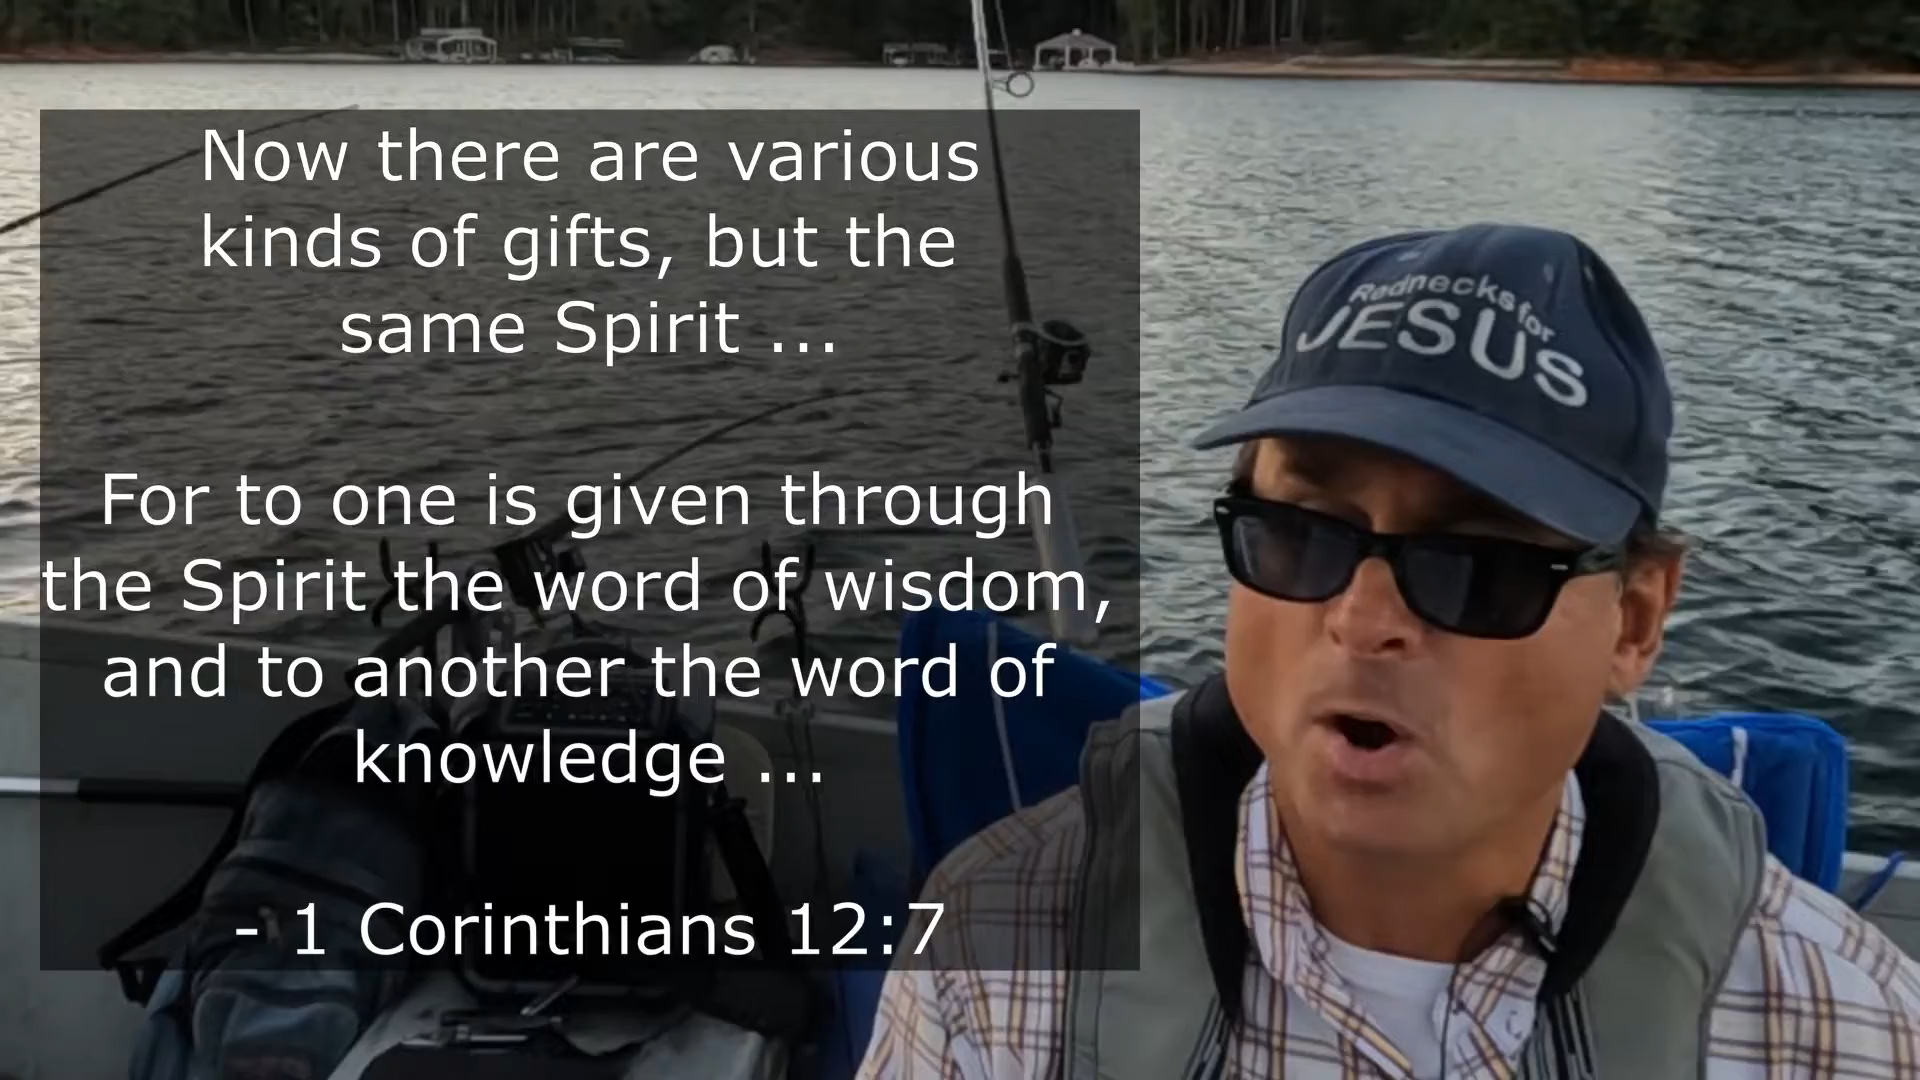 Now there are various
kinds of gifts, but the
same Spirit ...
For to one is given through
the Spirit the word of wisdom,
and to another the word of
knowledge ...
- 1 Corinthians 12:7
Rednecks for
JESUS